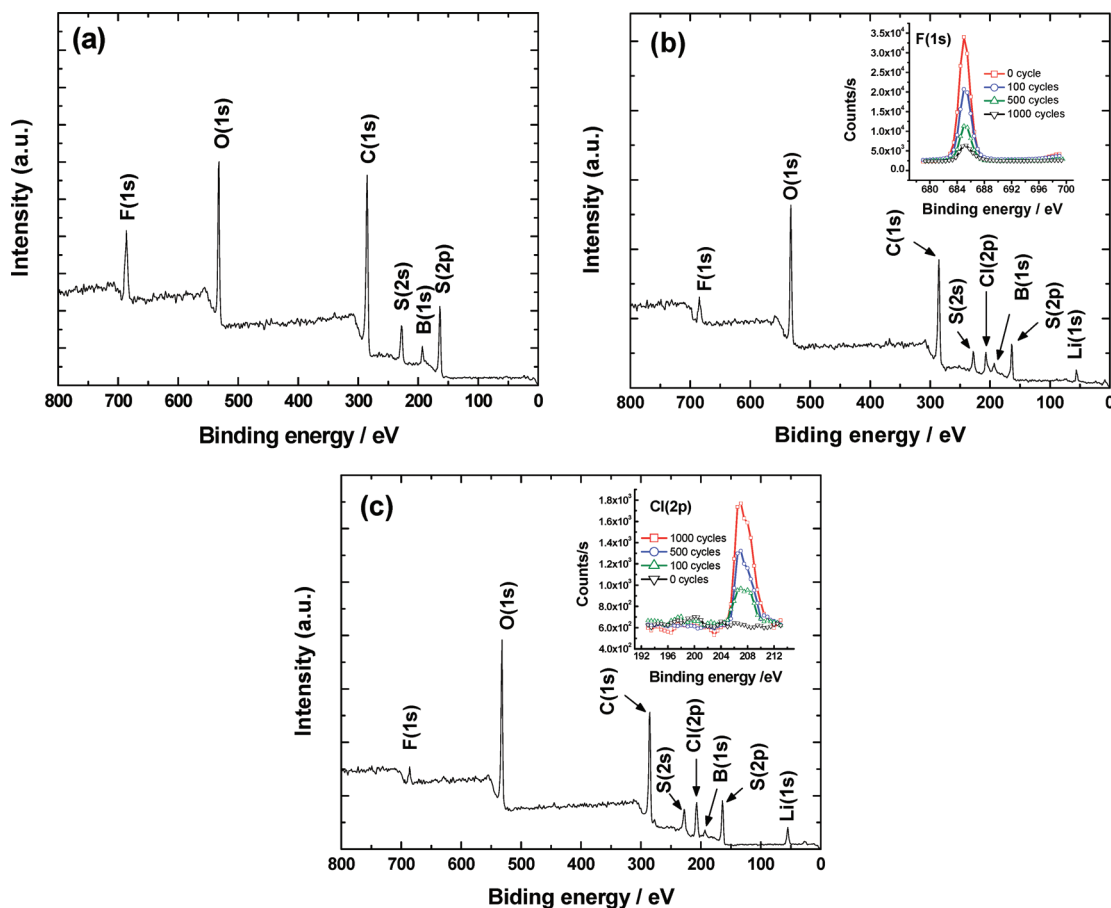 (a)
Intensity (a.u.)
F(1s)
O(1s)
C(1s)
S(2s)
B(1s)
S(2p)
800 700 600 500 400 300 200 100 0
Binding energy / eV
(b)
Intensity (a.u.)
F(1s)
O(1s)
C(1s)
S(2s)
Cl(2p)
B(1s)
S(2p)
Li(1s)
800 700 600 500 400 300 200 100 0
Biding energy / eV
F(1s)
Counts/s
3.5x10⁴
3.0x10⁴
2.5x10⁴
2.0x10⁴
1.5x10⁴
1.0x10⁴
5.0x10³
0.0
0 cycle
100 cycles
500 cycles
1000 cycles
680 684 688 692 696 700
Binding energy / eV
(c)
Intensity (a.u.)
F(1s)
O(1s)
C(1s)
S(2s)
Cl(2p)
B(1s)
S(2p)
Li(1s)
800 700 600 500 400 300 200 100 0
Biding energy / eV
Cl(2p)
Counts/s
1.8x10³
1.6x10³
1.4x10³
1.2x10³
1.0x10³
8.0x10²
6.0x10²
4.0x10²
1000 cycles
500 cycles
100 cycles
0 cycles
192 196 200 204 208 212
Binding energy /eV